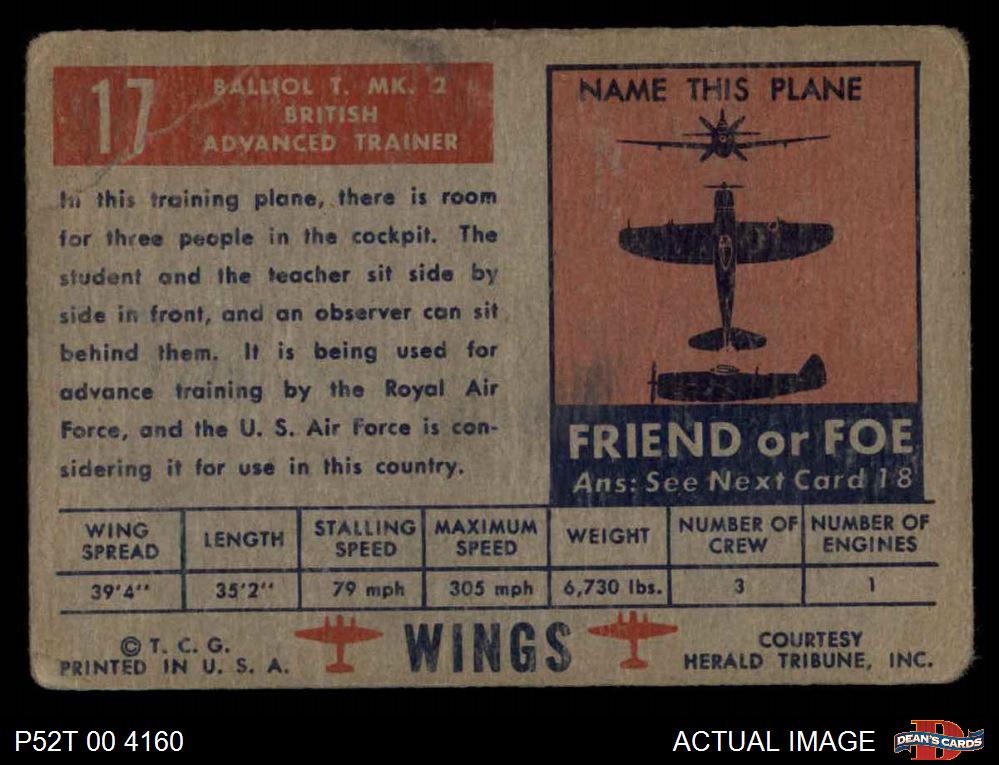 17
BALLIOL T. MK. 2
BRITISH
ADVANCED TRAINER
In this training plane, there is room
for three people in the cockpit. The
student and the teacher sit side by
side in front, and an observer can sit
behind them. It is being used for
advance training by the Royal Air
Force, and the U. S. Air Force is con-
sidering it for use in this country.
NAME THIS PLANE
FRIEND or FOE
Ans: See Next Card 18
WING SPREAD LENGTH STALLING SPEED MAXIMUM SPEED WEIGHT NUMBER OF CREW NUMBER OF ENGINES
39'4" 35'2" 79 mph 305 mph 6,730 lbs. 3 1
© T. C. G.
PRINTED IN U. S. A.
WINGS
COURTESY
HERALD TRIBUNE, INC.
P52T 00 4160
ACTUAL IMAGE
DEAN'S CARDS